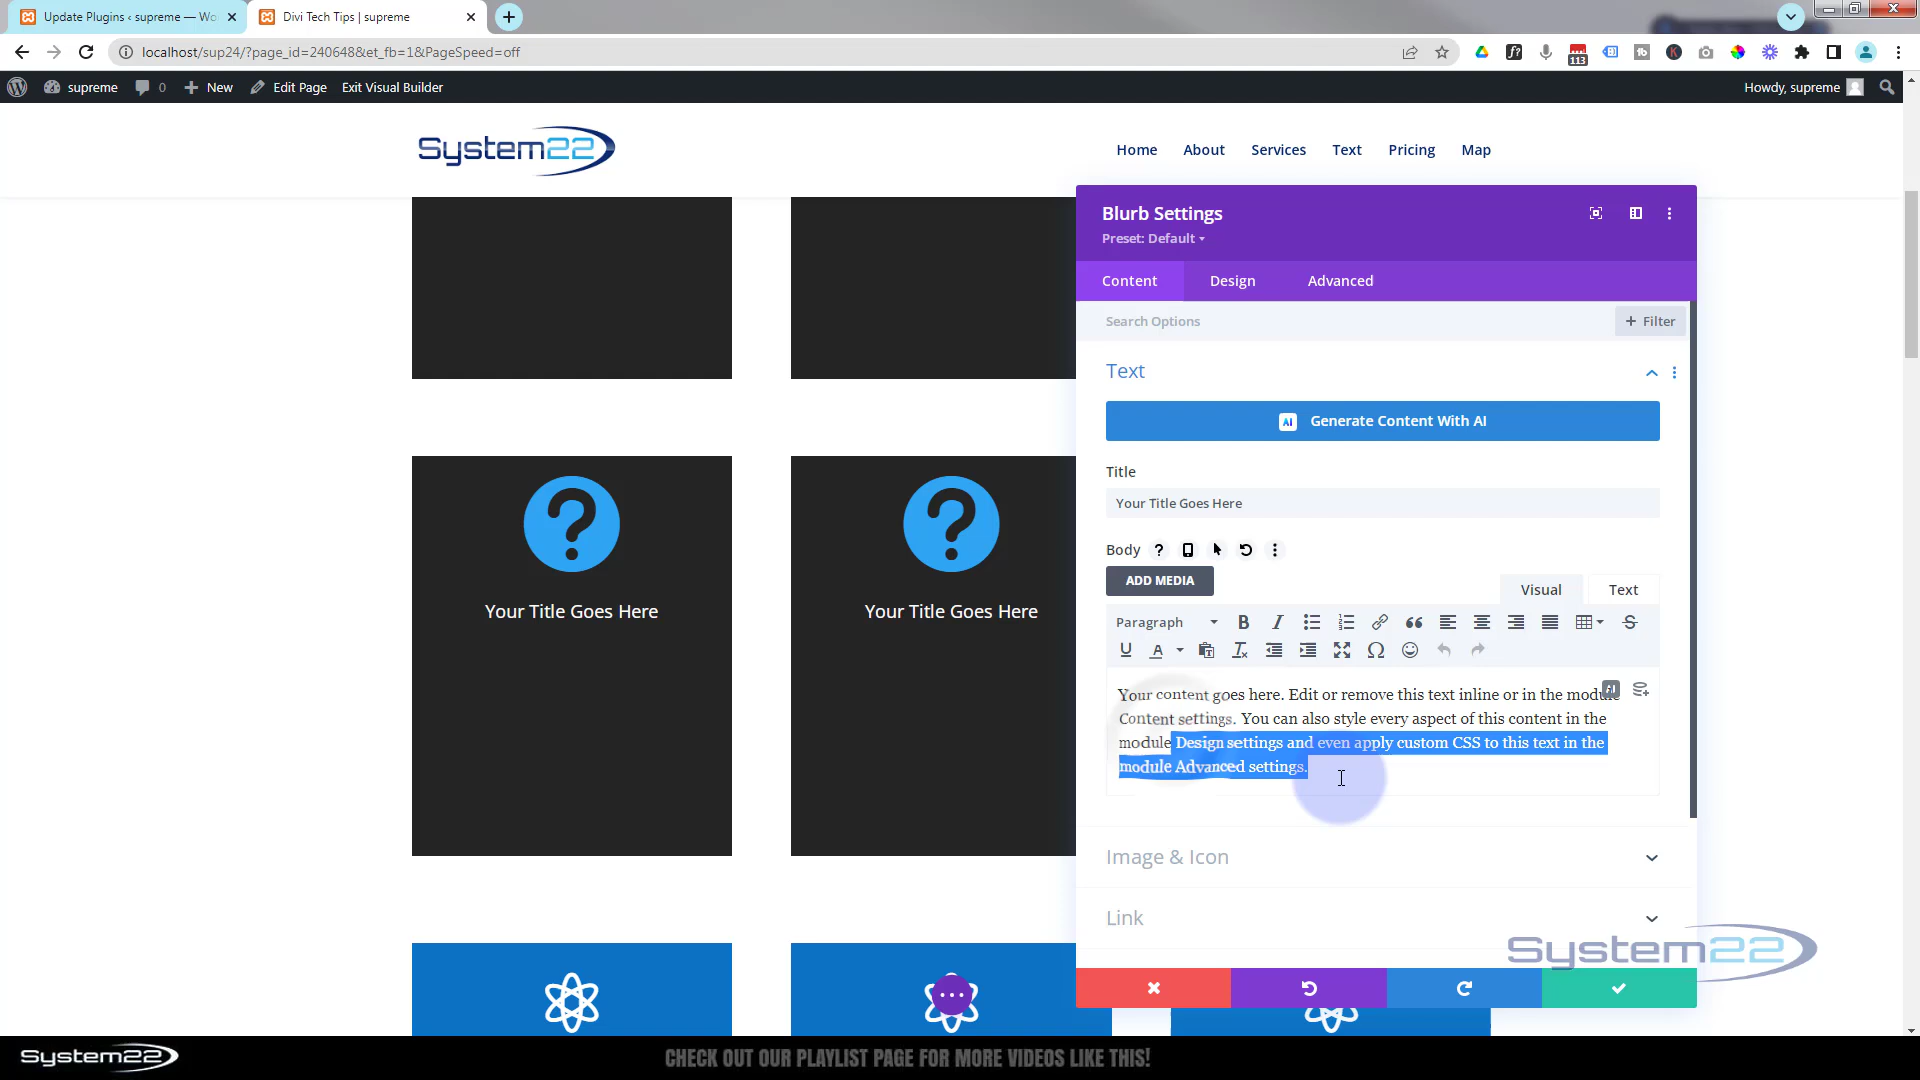 Update Plugins ‹ supreme — Wo
Divi Tech Tips | supreme
localhost/sup24/?page_id=240648&et_fb=1&PageSpeed=off
113
supreme
0
New
Edit Page
Exit Visual Builder
Howdy, supreme
System22
Home
About
Services
Text
Pricing
Map
Blurb Settings
Preset: Default
Content
Design
Advanced
Search Options
+ Filter
Text
AI Generate Content With AI
Title
Your Title Goes Here
Body
ADD MEDIA
Visual
Text
Paragraph
Your content goes here. Edit or remove this text inline or in the module
Content settings. You can also style every aspect of this content in the
module Design settings and even apply custom CSS to this text in the
module Advanced settings.
AI
Your Title Goes Here
Your Title Goes Here
Image & Icon
Link
System22
System22
CHECK OUT OUR PLAYLIST PAGE FOR MORE VIDEOS LIKE THIS!